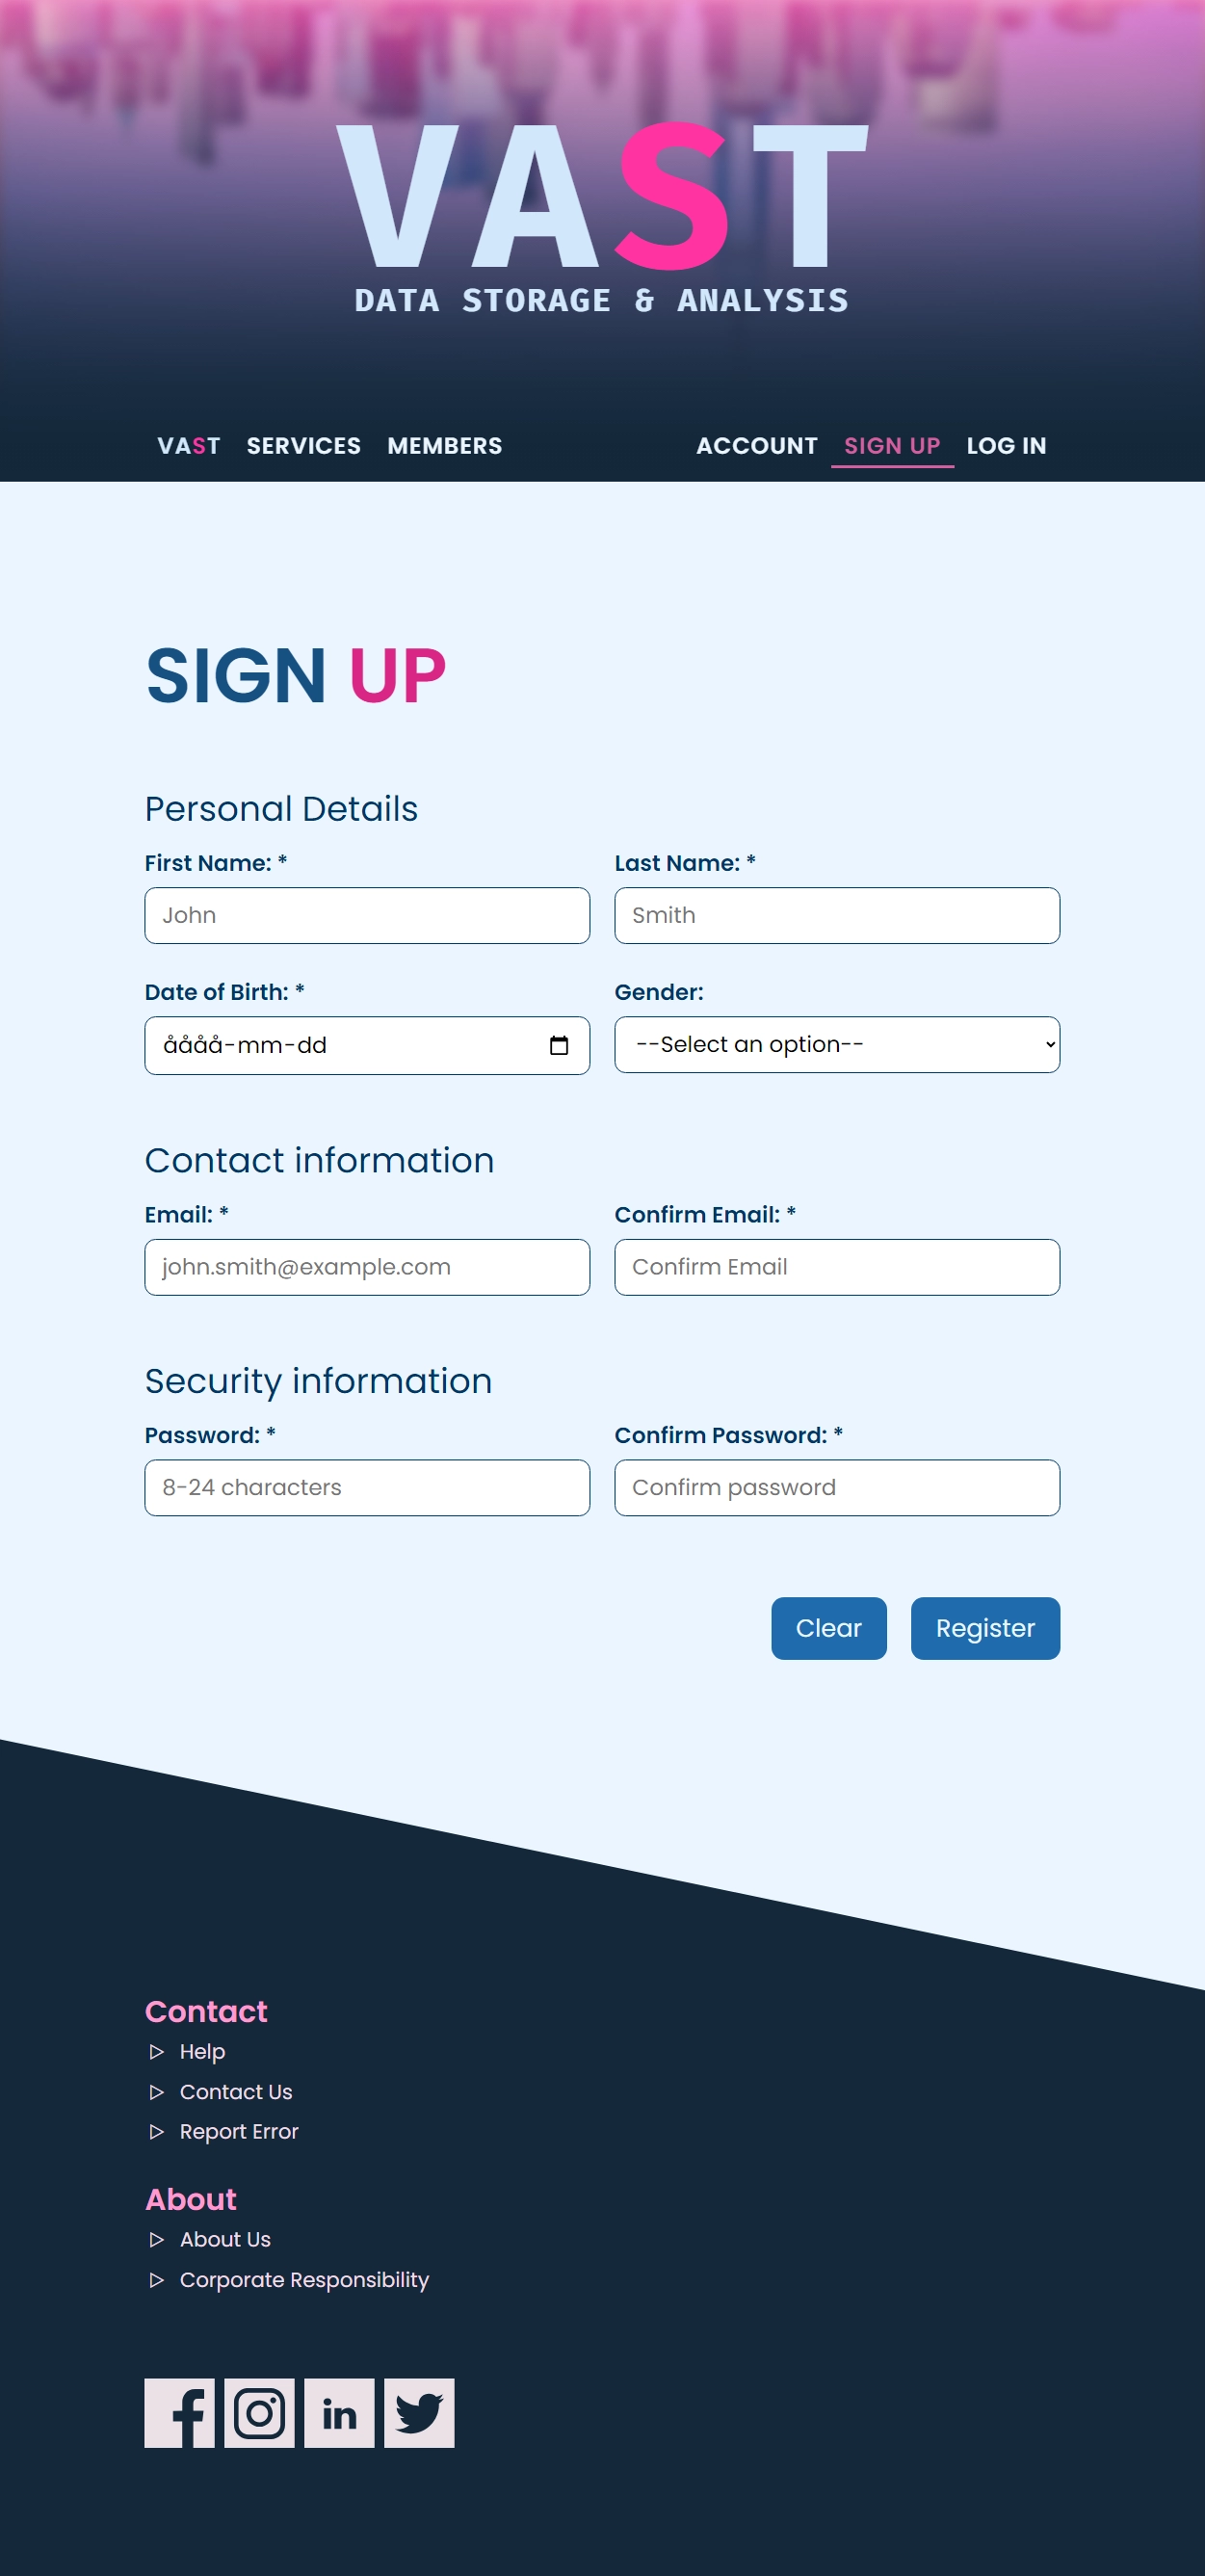 VAST
DATA STORAGE & ANALYSIS
VAST SERVICES MEMBERS ACCOUNT SIGN UP LOG IN
SIGN UP
Personal Details
First Name: * Last Name: *
John Smith
Date of Birth: * Gender:
åååå-mm-dd --Select an option--
Contact information
Email: * Confirm Email: *
john.smith@example.com Confirm Email
Security information
Password: * Confirm Password: *
8-24 characters Confirm password
Clear Register
Contact
Help
Contact Us
Report Error
About
About Us
Corporate Responsibility
f
in